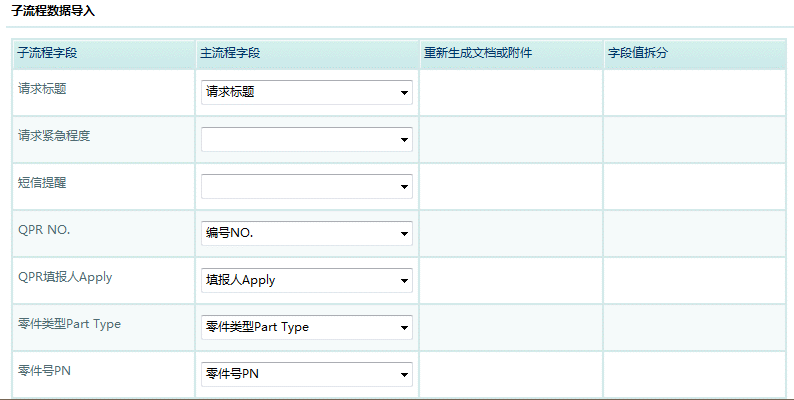 子流程数据导入
子流程字段 主流程字段 重新生成文档或附件 字段值拆分
请求标题 请求标题
请求紧急程度
短信提醒
QPR NO. 编号NO.
QPR填报人Apply 填报人Apply
零件类型Part Type 零件类型Part Type
零件号PN 零件号PN